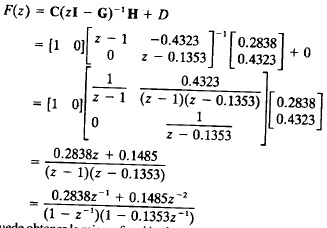 F(z) = C(zI − G)⁻¹H + D
= [1 0] [z − 1 −0.4323; 0 z − 0.1353]⁻¹ [0.2838; 0.4323] + 0
= [1 0] [1/(z − 1) 0.4323/((z − 1)(z − 0.1353)); 0 1/(z − 0.1353)] [0.2838; 0.4323]
= (0.2838z + 0.1485)/((z − 1)(z − 0.1353))
= (0.2838z⁻¹ + 0.1485z⁻²)/((1 − z⁻¹)(1 − 0.1353z⁻¹))